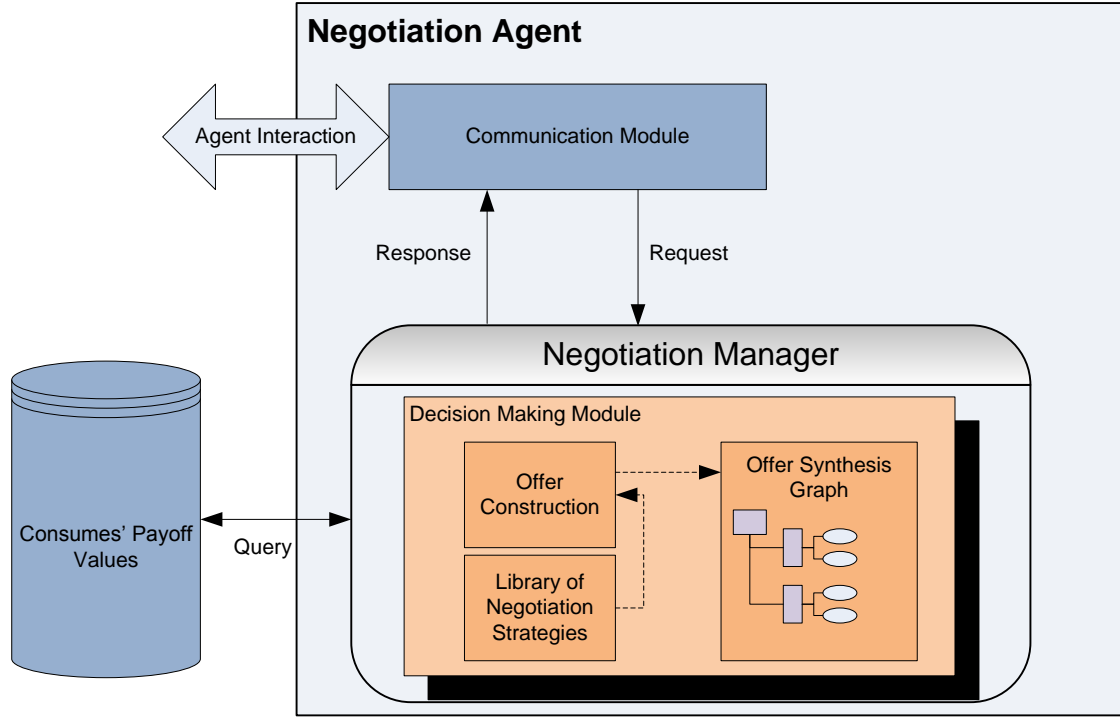 Negotiation Agent
Agent Interaction
Communication Module
Response
Request
Negotiation Manager
Decision Making Module
Offer
Construction
Offer Synthesis
Graph
Consumes’ Payoff
Values
Query
Library of
Negotiation
Strategies